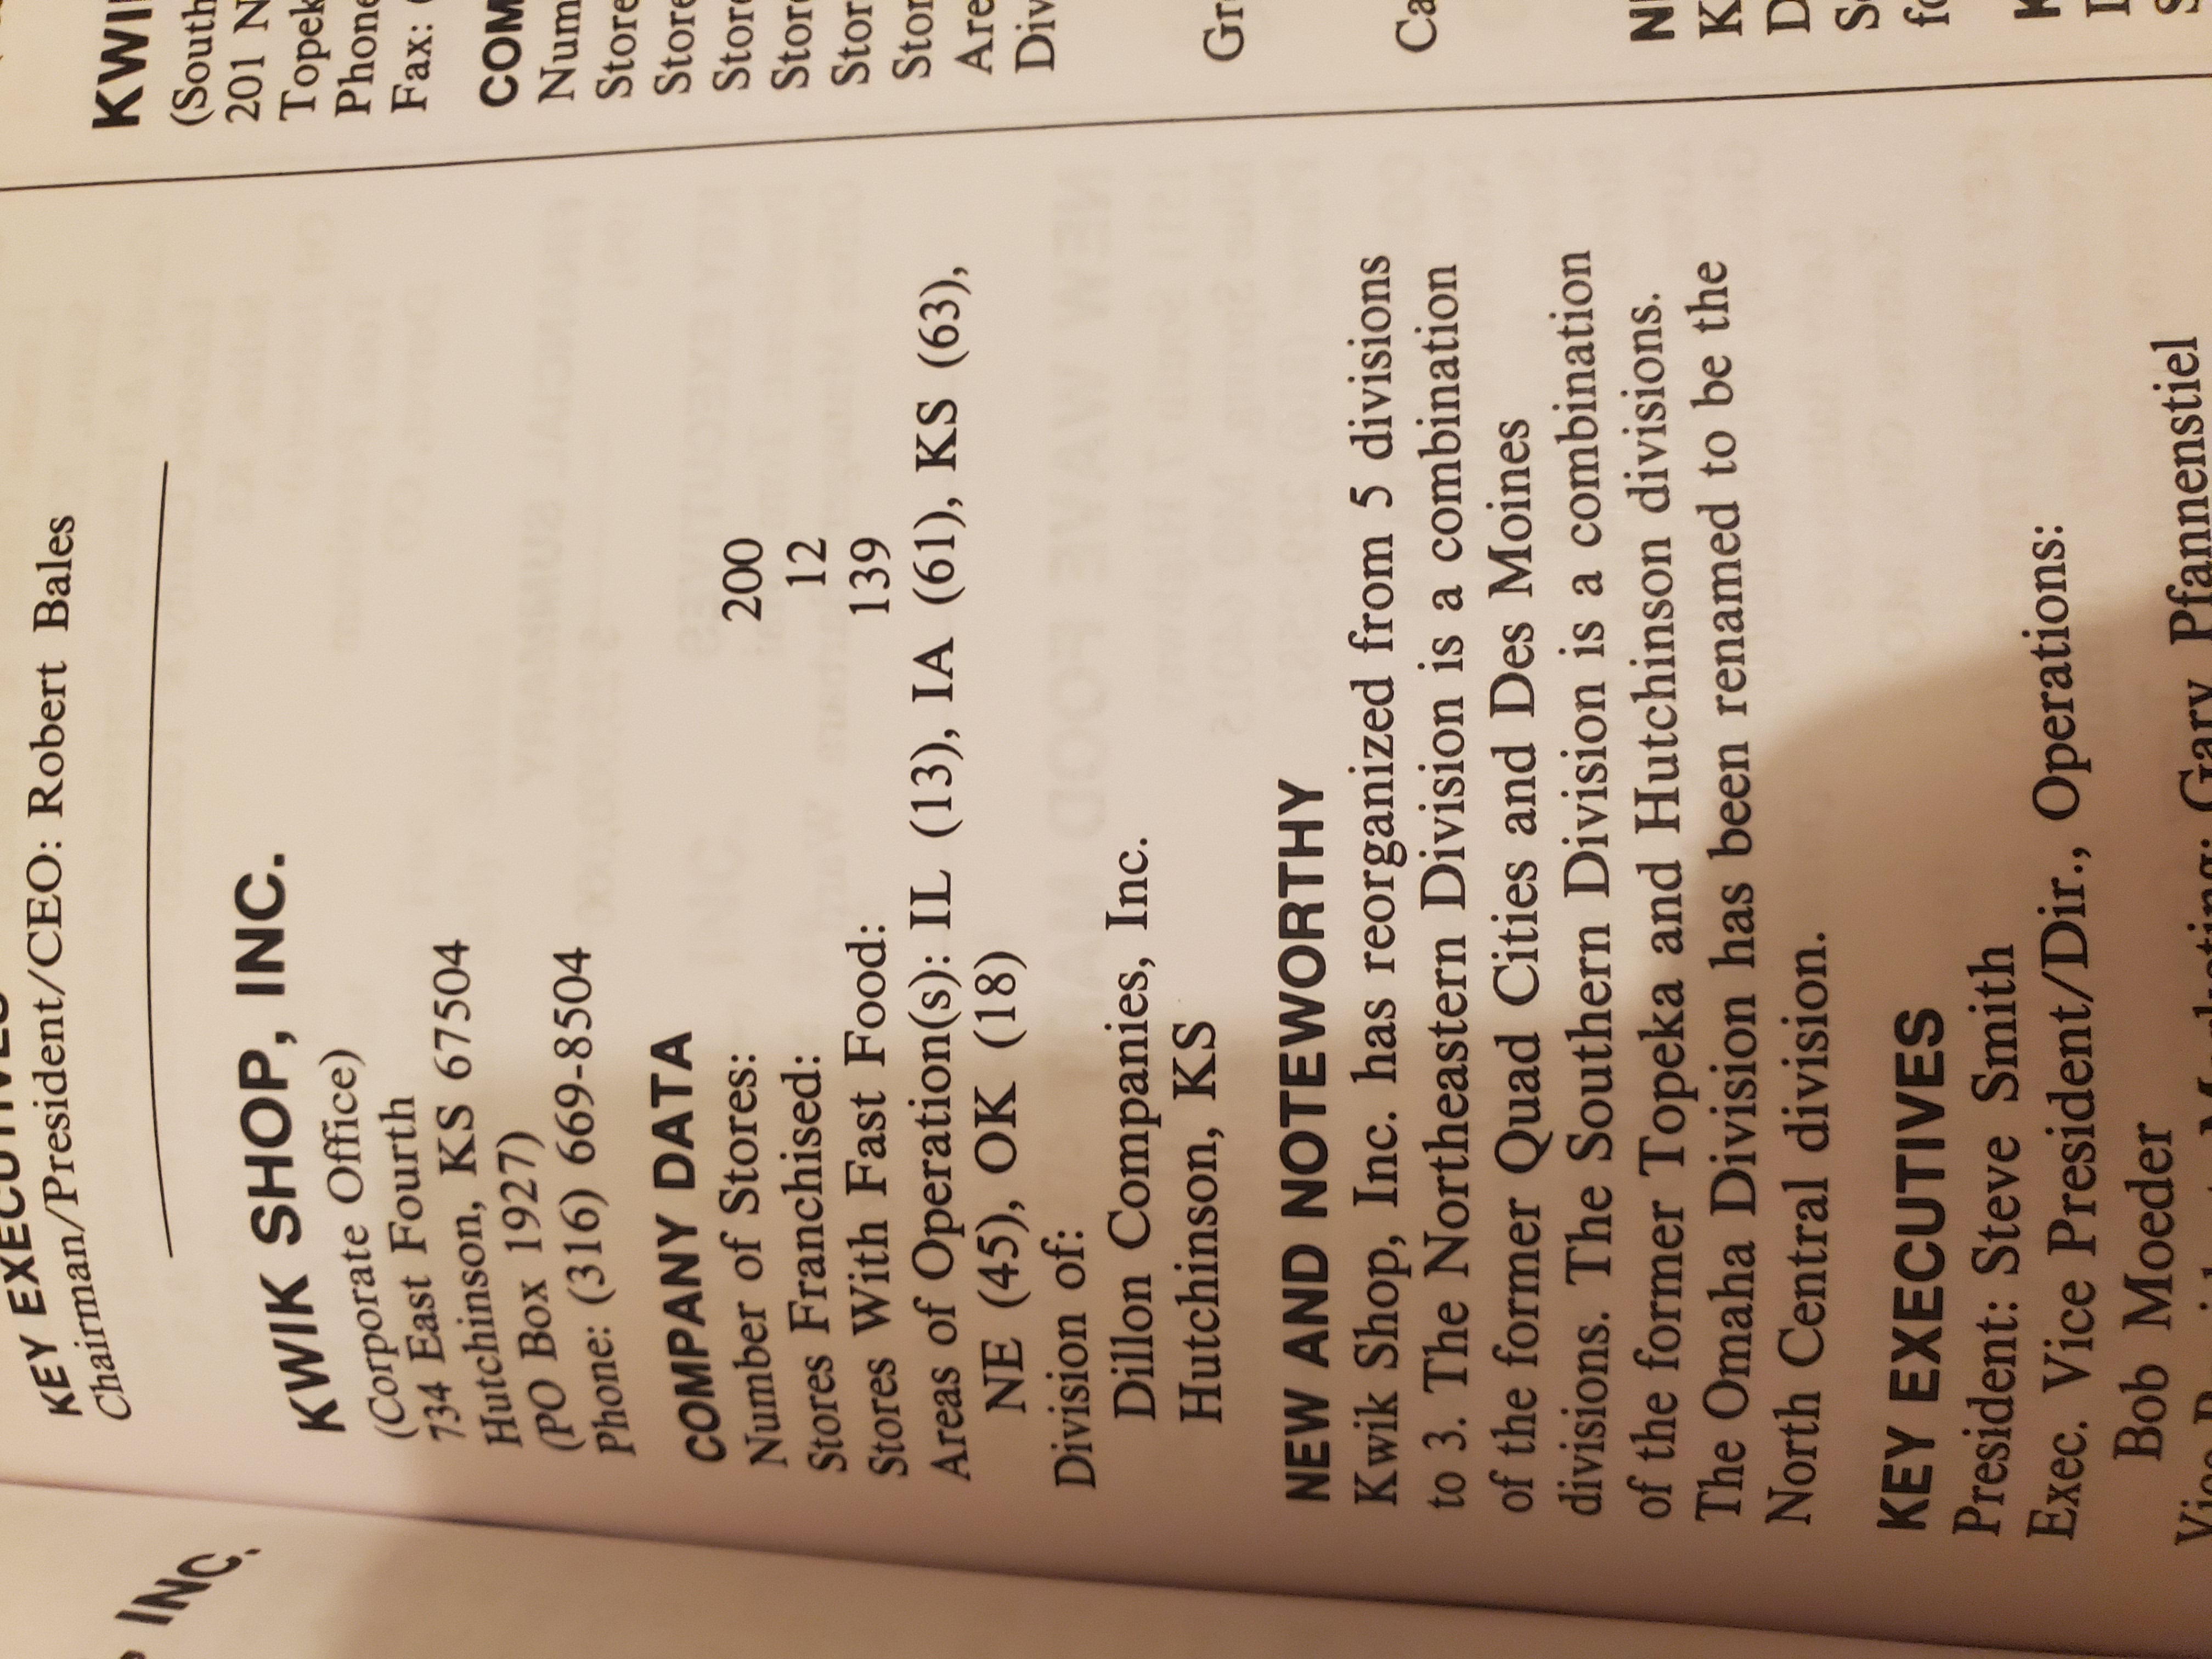 KEY EXECUTIVES
Chairman/President/CEO: Robert Bales
KWIK SHOP, INC.
(Corporate Office)
734 East Fourth
Hutchinson, KS 67504
(PO Box 1927)
Phone: (316) 669-8504
COMPANY DATA
Number of Stores: 200
Stores Franchised: 12
Stores With Fast Food: 139
Areas of Operation(s): IL (13), IA (61), KS (63),
NE (45), OK (18)
Division of:
Dillon Companies, Inc.
Hutchinson, KS
NEW AND NOTEWORTHY
Kwik Shop, Inc. has reorganized from 5 divisions
to 3. The Northeastern Division is a combination
of the former Quad Cities and Des Moines
divisions. The Southern Division is a combination
of the former Topeka and Hutchinson divisions.
The Omaha Division has been renamed to be the
North Central division.
KEY EXECUTIVES
President: Steve Smith
Exec. Vice President/Dir., Operations:
Bob Moeder
Gary Pfannenstiel
INC.
KWI
(South
201 N
Topek
Phone
Fax:
COM
Num
Store
Store
Store
Store
Stor
Stor
Are
Div
Gr
Ca